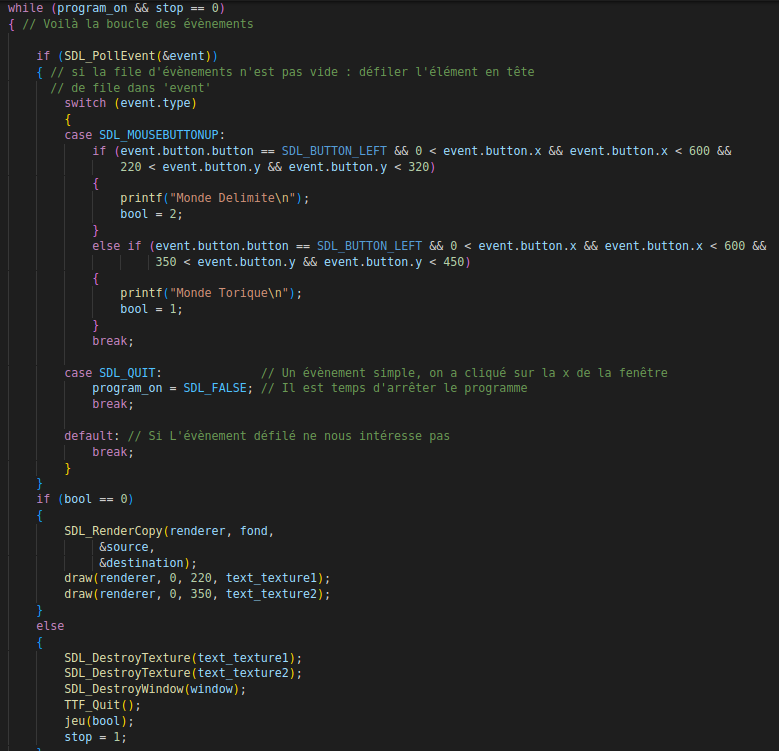 while (program_on && stop == 0)
{ // Voilà la boucle des évènements
if (SDL_PollEvent(&event))
{ // si la file d'évènements n'est pas vide : défiler l'élément en tête
// de file dans 'event'
switch (event.type)
{
case SDL_MOUSEBUTTONUP:
if (event.button.button == SDL_BUTTON_LEFT && 0 < event.button.x && event.button.x < 600 &&
220 < event.button.y && event.button.y < 320)
{
printf("Monde Delimite\n");
bool = 2;
}
else if (event.button.button == SDL_BUTTON_LEFT && 0 < event.button.x && event.button.x < 600 &&
350 < event.button.y && event.button.y < 450)
{
printf("Monde Torique\n");
bool = 1;
}
break;
case SDL_QUIT: // Un évènement simple, on a cliqué sur la x de la fenêtre
program_on = SDL_FALSE; // Il est temps d'arrêter le programme
break;
default: // Si L'évènement défilé ne nous intéresse pas
break;
}
}
if (bool == 0)
{
SDL_RenderCopy(renderer, fond,
&source,
&destination);
draw(renderer, 0, 220, text_texture1);
draw(renderer, 0, 350, text_texture2);
}
else
{
SDL_DestroyTexture(text_texture1);
SDL_DestroyTexture(text_texture2);
SDL_DestroyWindow(window);
TTF_Quit();
jeu(bool);
stop = 1;